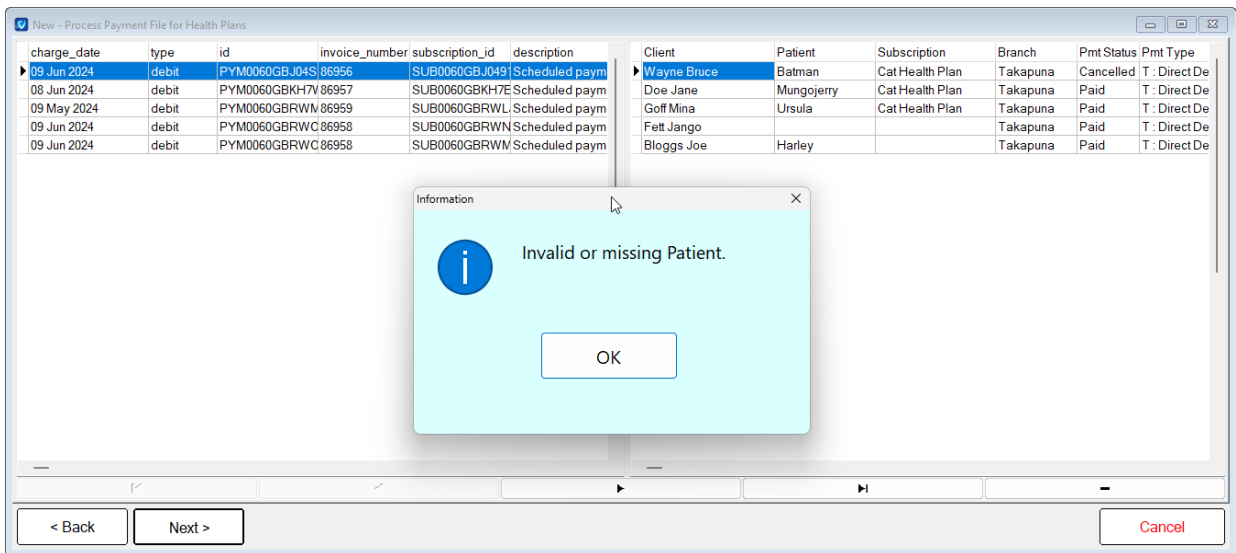 New - Process Payment File for Health Plans
charge_date type id invoice_number subscription_id description Client Patient Subscription Branch Pmt Status Pmt Type
09 Jun 2024 debit PYM0060GBJ04S 86956 SUB0060GBJ049 Scheduled paym Wayne Bruce Batman Cat Health Plan Takapuna Cancelled T : Direct De
08 Jun 2024 debit PYM0060GBKH7 86957 SUB0060GBKH7E Scheduled paym Doe Jane Mungojerry Cat Health Plan Takapuna Paid T : Direct De
09 May 2024 debit PYM0060GBRWM 86959 SUB0060GBRWL Scheduled paym Goff Mina Ursula Cat Health Plan Takapuna Paid T : Direct De
09 Jun 2024 debit PYM0060GBRWC 86958 SUB0060GBRWN Scheduled paym Fett Jango Takapuna Paid T : Direct De
09 Jun 2024 debit PYM0060GBRWC 86958 SUB0060GBRWM Scheduled paym Bloggs Joe Harley Takapuna Paid T : Direct De
Information
Invalid or missing Patient.
OK
< Back Next > Cancel